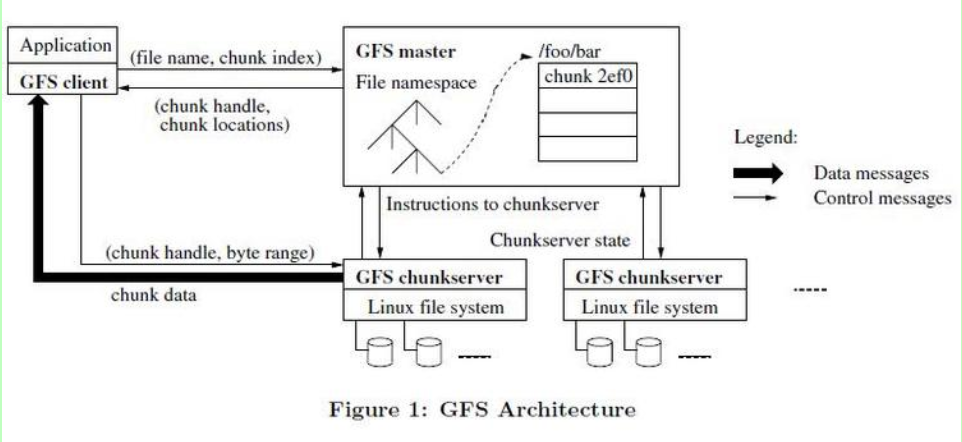 Application
GFS client
(file name, chunk index)
(chunk handle,
chunk locations)
GFS master
File namespace
/foo/bar
chunk 2ef0
Legend:
Data messages
Control messages
Instructions to chunkserver
Chunkserver state
(chunk handle, byte range)
chunk data
GFS chunkserver
Linux file system
GFS chunkserver
Linux file system
Figure 1: GFS Architecture